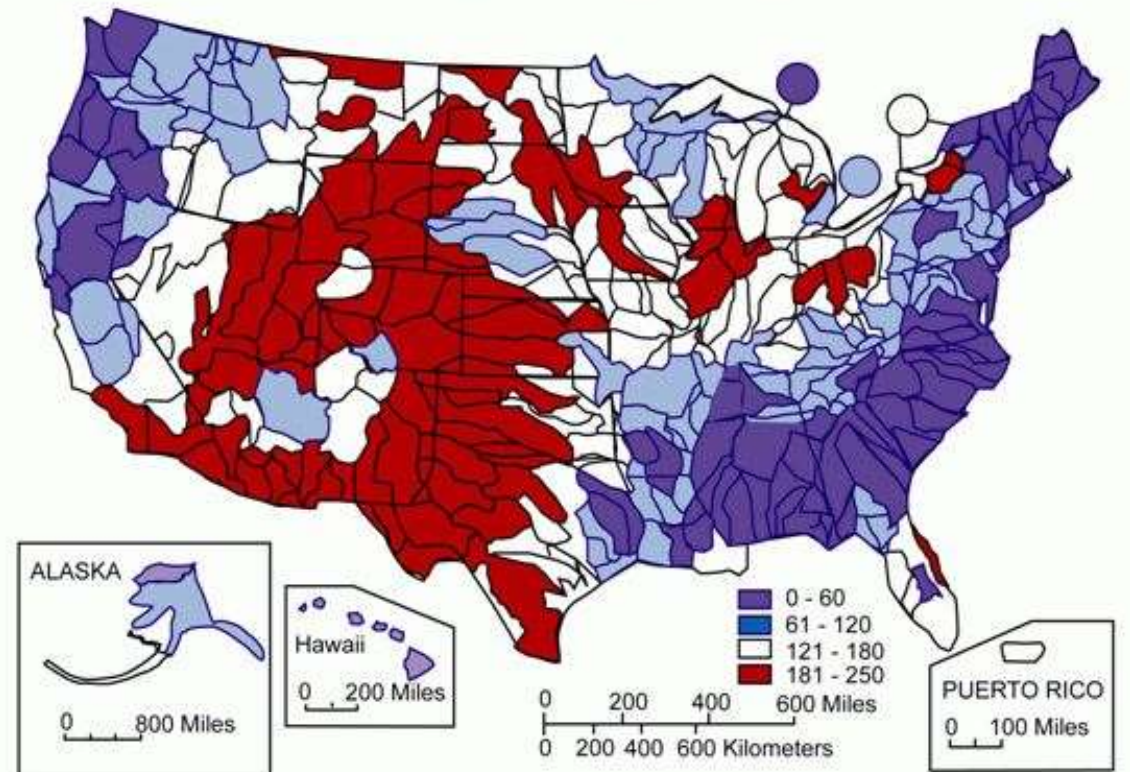 ALASKA
0 800 Miles
Hawaii
0 200 Miles
0 - 60
61 - 120
121 - 180
181 - 250
0 200 400 600 Miles
0 200 400 600 Kilometers
PUERTO RICO
0 100 Miles